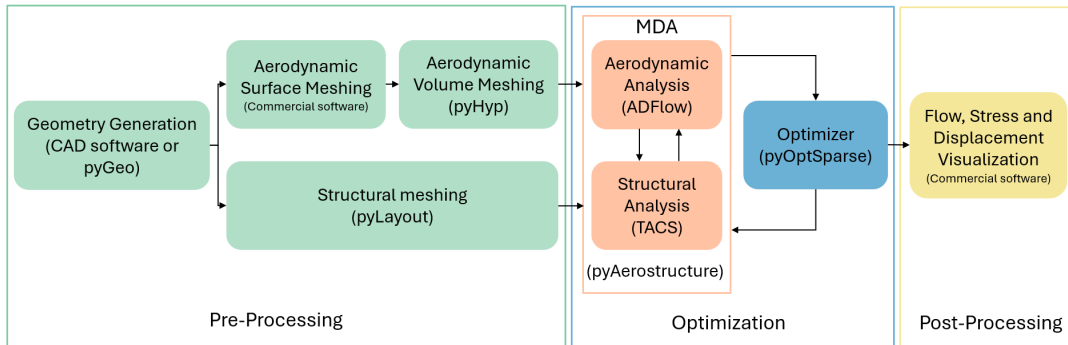 Geometry Generation
(CAD software or
pyGeo)
Aerodynamic
Surface Meshing
(Commercial software)
Aerodynamic
Volume Meshing
(pyHyp)
Structural meshing
(pyLayout)
Pre-Processing
MDA
Aerodynamic
Analysis
(ADFlow)
Structural
Analysis
(TACS)
(pyAerostructure)
Optimizer
(pyOptSparse)
Optimization
Flow, Stress and
Displacement
Visualization
(Commercial software)
Post-Processing